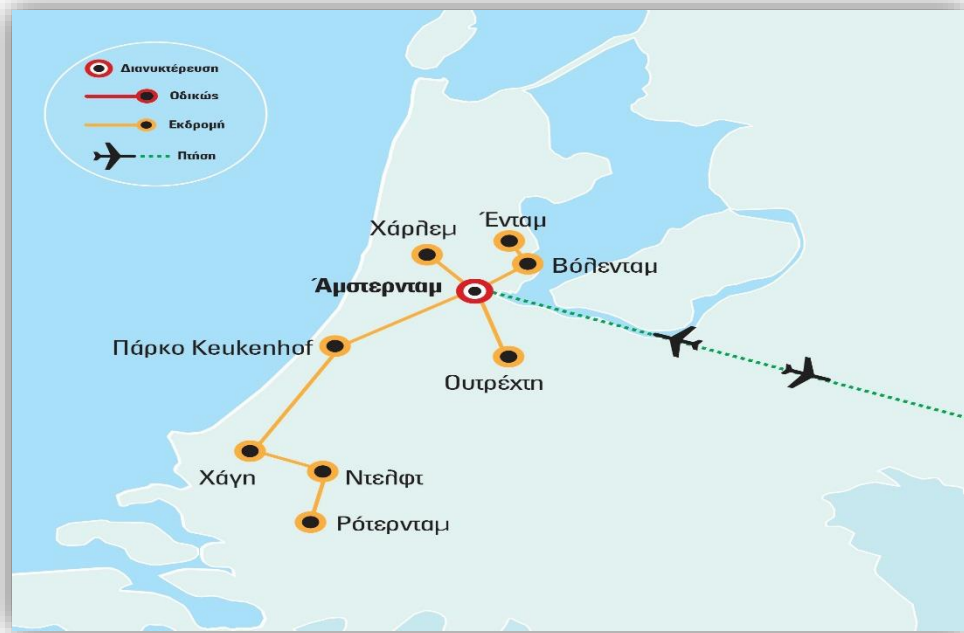 Διανυκτέρευση
Οδικώς
Εκδρομή
Πτήση
Χάρλεμ
Ένταμ
Βόλενταμ
Άμστερνταμ
Πάρκο Keukenhof
Ουτρέχτη
Χάγη
Ντελφτ
Ρότερνταμ